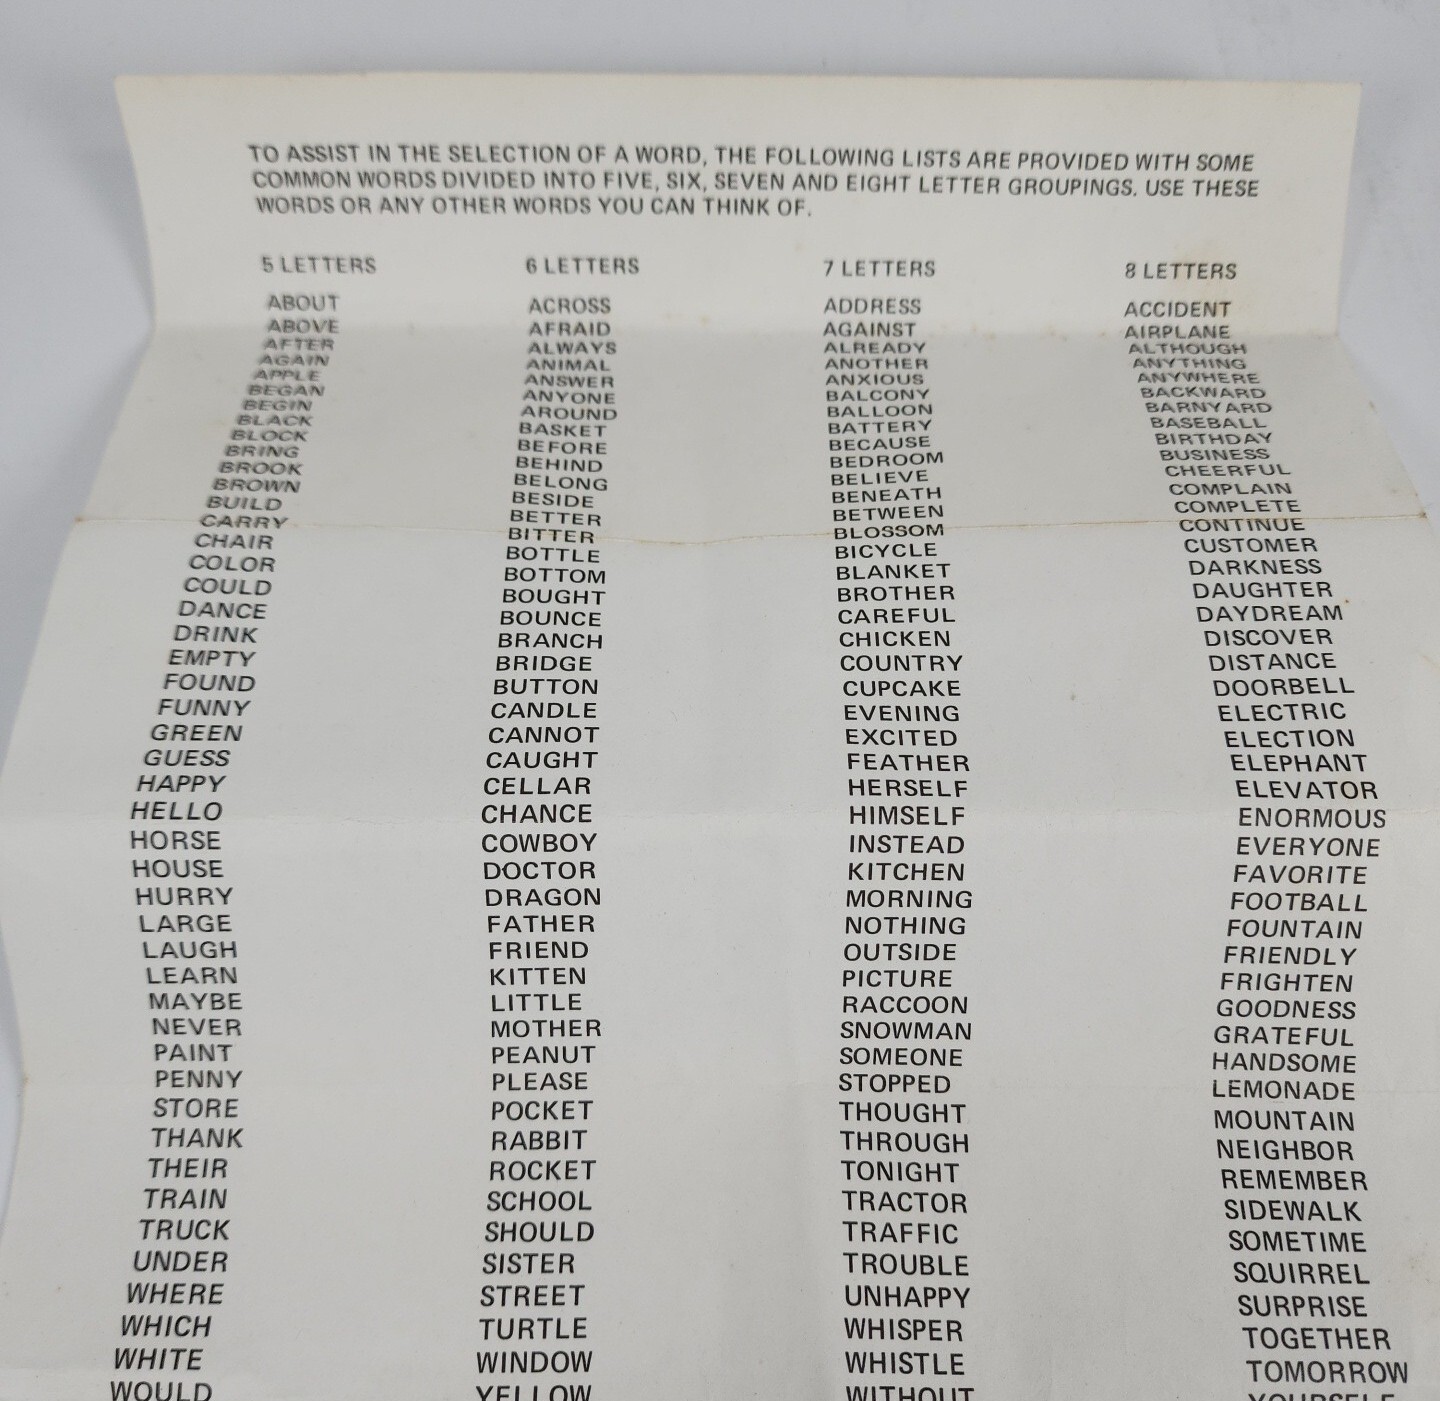 TO ASSIST IN THE SELECTION OF A WORD, THE FOLLOWING LISTS ARE PROVIDED WITH SOME
COMMON WORDS DIVIDED INTO FIVE, SIX, SEVEN AND EIGHT LETTER GROUPINGS. USE THESE
WORDS OR ANY OTHER WORDS YOU CAN THINK OF.
5 LETTERS
ABOUT
ABOVE
AFTER
AGAIN
APPLE
BEGAN
BEGIN
BLACK
BLOCK
BRING
BROOK
BROWN
BUILD
CARRY
CHAIR
COLOR
COULD
DANCE
DRINK
EMPTY
FOUND
FUNNY
GREEN
GUESS
HAPPY
HELLO
HORSE
HOUSE
HURRY
LARGE
LAUGH
LEARN
MAYBE
NEVER
PAINT
PENNY
STORE
THANK
THEIR
TRAIN
TRUCK
UNDER
WHERE
WHICH
WHITE
WOULD
6 LETTERS
ACROSS
AFRAID
ALWAYS
ANIMAL
ANSWER
ANYONE
AROUND
BASKET
BEFORE
BEHIND
BELONG
BESIDE
BETTER
BITTER
BOTTLE
BOTTOM
BOUGHT
BOUNCE
BRANCH
BRIDGE
BUTTON
CANDLE
CANNOT
CAUGHT
CELLAR
CHANCE
COWBOY
DOCTOR
DRAGON
FATHER
FRIEND
KITTEN
LITTLE
MOTHER
PEANUT
PLEASE
POCKET
RABBIT
ROCKET
SCHOOL
SHOULD
SISTER
STREET
TURTLE
WINDOW
YELLOW
7 LETTERS
ADDRESS
AGAINST
ALREADY
ANOTHER
ANXIOUS
BALCONY
BALLOON
BATTERY
BECAUSE
BEDROOM
BELIEVE
BENEATH
BETWEEN
BLOSSOM
BICYCLE
BLANKET
BROTHER
CAREFUL
CHICKEN
COUNTRY
CUPCAKE
EVENING
EXCITED
FEATHER
HERSELF
HIMSELF
INSTEAD
KITCHEN
MORNING
NOTHING
OUTSIDE
PICTURE
RACCOON
SNOWMAN
SOMEONE
STOPPED
THOUGHT
THROUGH
TONIGHT
TRACTOR
TRAFFIC
TROUBLE
UNHAPPY
WHISPER
WHISTLE
WITHOUT
8 LETTERS
ACCIDENT
AIRPLANE
ALTHOUGH
ANYTHING
ANYWHERE
BACKWARD
BARNYARD
BASEBALL
BIRTHDAY
BUSINESS
CHEERFUL
COMPLAIN
COMPLETE
CONTINUE
CUSTOMER
DARKNESS
DAUGHTER
DAYDREAM
DISCOVER
DISTANCE
DOORBELL
ELECTRIC
ELECTION
ELEPHANT
ELEVATOR
ENORMOUS
EVERYONE
FAVORITE
FOOTBALL
FOUNTAIN
FRIENDLY
FRIGHTEN
GOODNESS
GRATEFUL
HANDSOME
LEMONADE
MOUNTAIN
NEIGHBOR
REMEMBER
SIDEWALK
SOMETIME
SQUIRREL
SURPRISE
TOGETHER
TOMORROW
YOURSELF